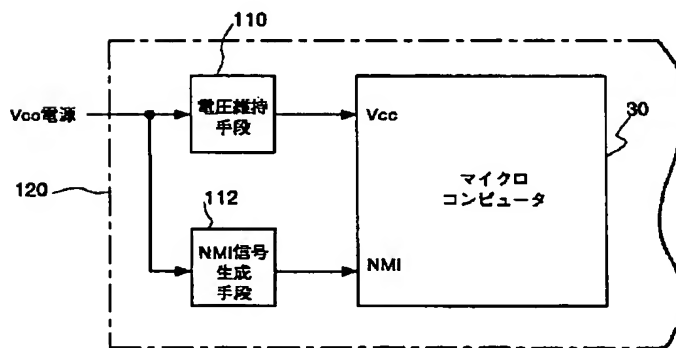 110
Vcc電源
電圧維持
手段
Vcc
30
マイクロ
コンピュータ
120
112
NMI信号
生成
手段
NMI